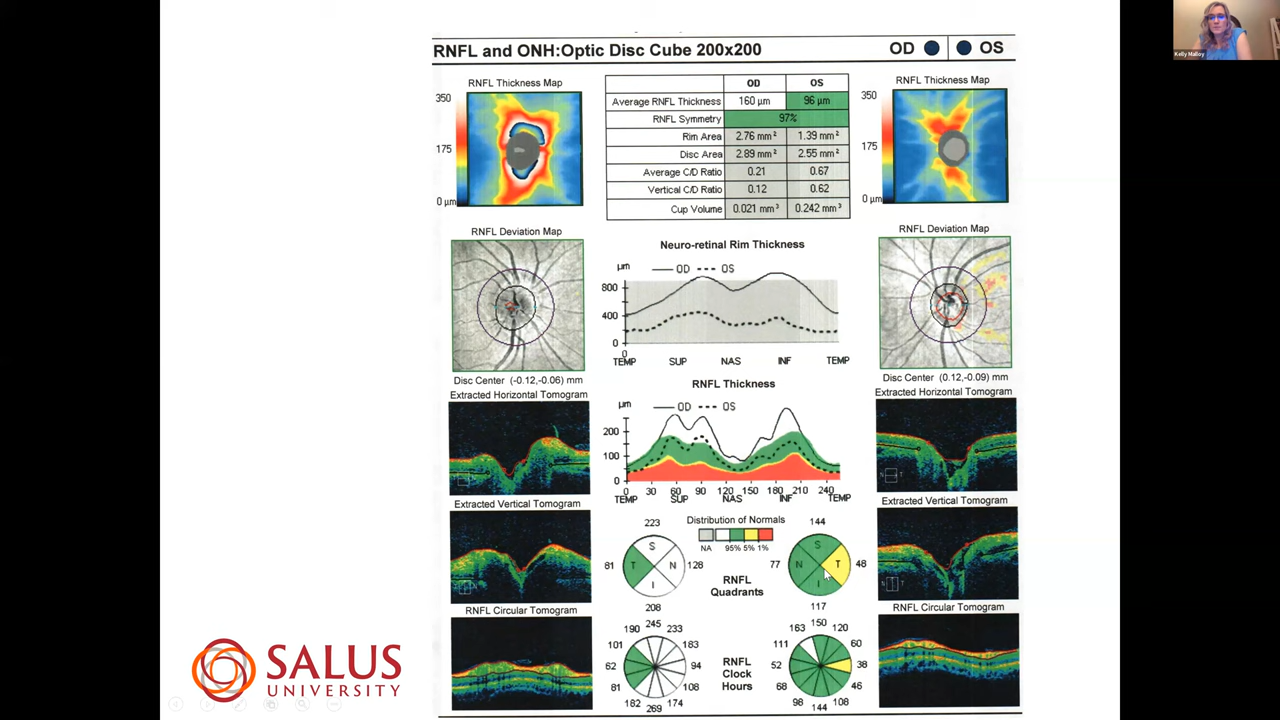 Kelly Malloy
RNFL and ONH:Optic Disc Cube 200x200
OD OS
RNFL Thickness Map
350
175
0 µm
OD OS
Average RNFL Thickness 160 µm 96 µm
RNFL Symmetry 97%
Rim Area 2.76 mm² 1.39 mm²
Disc Area 2.89 mm² 2.55 mm²
Average C/D Ratio 0.21 0.67
Vertical C/D Ratio 0.12 0.62
Cup Volume 0.021 mm³ 0.242 mm³
RNFL Thickness Map
350
175
0 µm
RNFL Deviation Map
Disc Center (-0.12,-0.06) mm
Neuro-retinal Rim Thickness
µm
OD OS
800
400
0
0
TEMP SUP NAS INF TEMP
RNFL Deviation Map
Disc Center (0.12,-0.09) mm
Extracted Horizontal Tomogram
RNFL Thickness
µm
OD OS
200
100
0
0 30 60 90 120 150 180 210 240
TEMP SUP NAS INF TEMP
Extracted Horizontal Tomogram
N T
Extracted Vertical Tomogram
Distribution of Normals
NA 95% 5% 1%
Extracted Vertical Tomogram
223
81 T S N I 128
208
RNFL
Quadrants
144
77 N S T I 48
117
RNFL Circular Tomogram
245
190 233
101 183
62 94
81 108
182 174
269
RNFL
Clock
Hours
150
163 120
111 60
52 38
68 46
98 108
144
RNFL Circular Tomogram
SALUS
UNIVERSITY